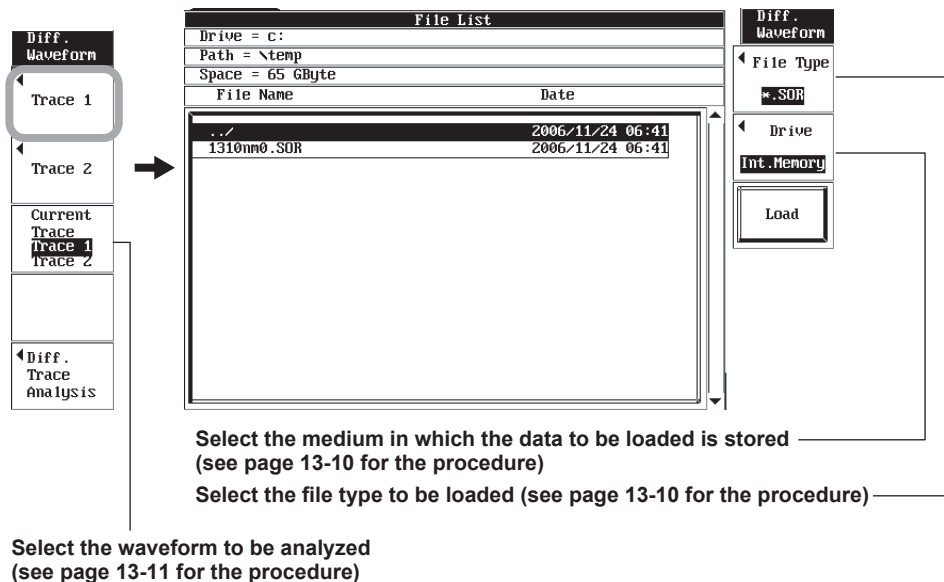 Diff.
Waveform
Trace 1
Trace 2
Current
Trace
Trace 1
Trace 2
Diff.
Trace
Analysis
File List
Drive = c:
Path = \temp
Space = 65 GByte
File Name Date
../ 2006/11/24 06:41
1310nm0.SOR 2006/11/24 06:41
Diff.
Waveform
File Type
*.SOR
Drive
Int.Memory
Load
Select the medium in which the data to be loaded is stored
(see page 13-10 for the procedure)
Select the file type to be loaded (see page 13-10 for the procedure)
Select the waveform to be analyzed
(see page 13-11 for the procedure)